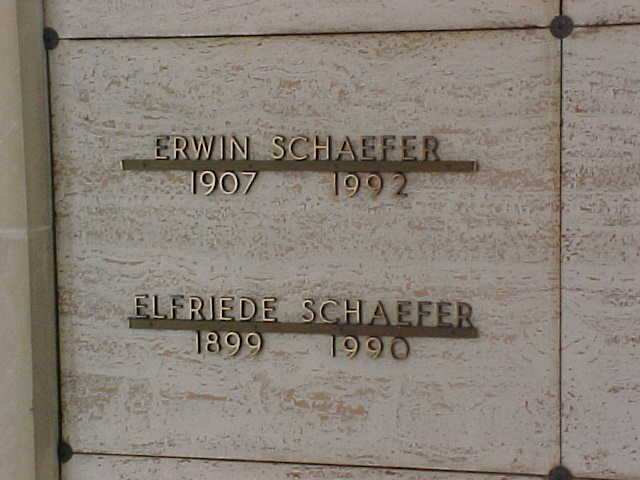 ERWIN SCHAEFER
1907 1992
ELFRIEDE SCHAEFER
1899 1990